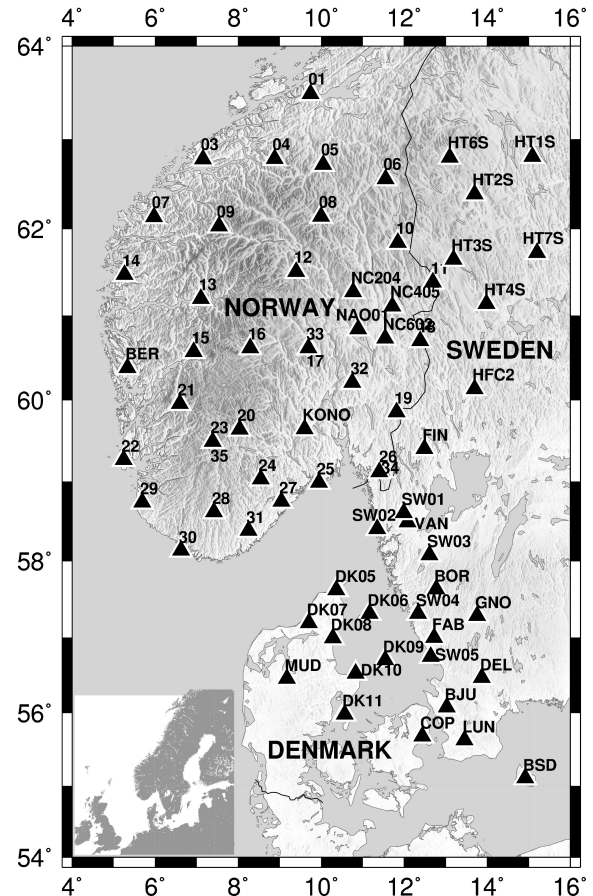 4° 6° 8° 10° 12° 14° 16°
64°
01
03 04 05 06 HT6S HT1S
HT2S
07 09 08
62°
10
HT3S HT7S
14 12 11
13 NC204 NC405 HT4S
NORWAY
NAO01
15 16 33 NC602 18
17
SWEDEN
BER
32 HFC2
60°
21 19
20 KONO
23 FIN
35
22 26
34
24 25
29 28 27 SW01
SW02 VAN
31
30 SW03
58°
DK05 BOR
DK07 DK06 SW04 GNO
DK08 FAB
DK09 SW05
MUD DK10 DEL
BJU
56°
DK11 COP LUN
DENMARK
BSD
54°
4° 6° 8° 10° 12° 14° 16°